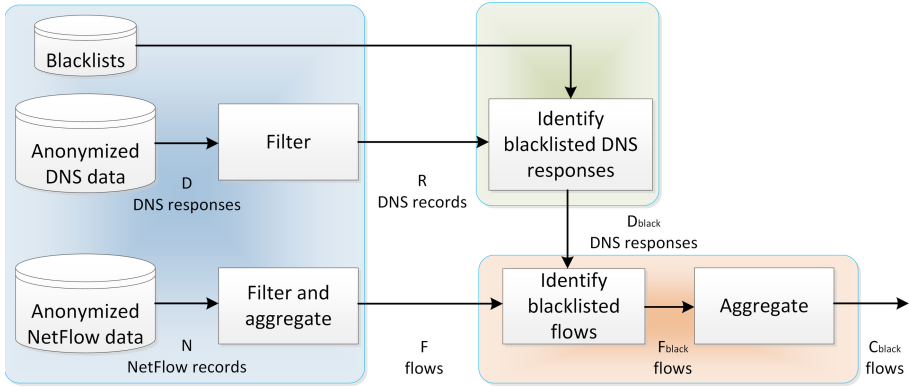 Blacklists
Anonymized
DNS data
Filter
Identify
blacklisted DNS
responses
D
DNS responses
R
DNS records
Dblack
DNS responses
Anonymized
NetFlow data
Filter and
aggregate
Identify
blacklisted
flows
Aggregate
N
NetFlow records
F
flows
Fblack
flows
Cblack
flows